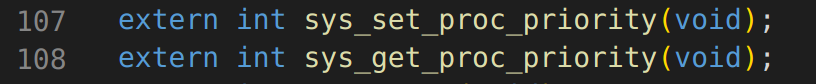 107 extern int sys_set_proc_priority(void);
108 extern int sys_get_proc_priority(void);